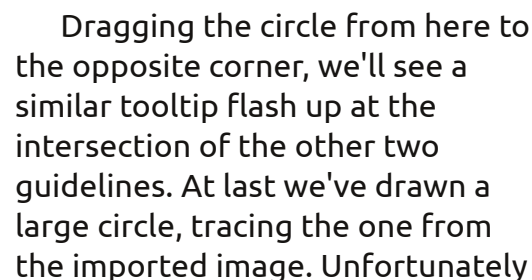 Dragging the circle from here to
the opposite corner, we'll see a
similar tooltip flash up at the
intersection of the other two
guidelines. At last we've drawn a
large circle, tracing the one from
the imported image. Unfortunately